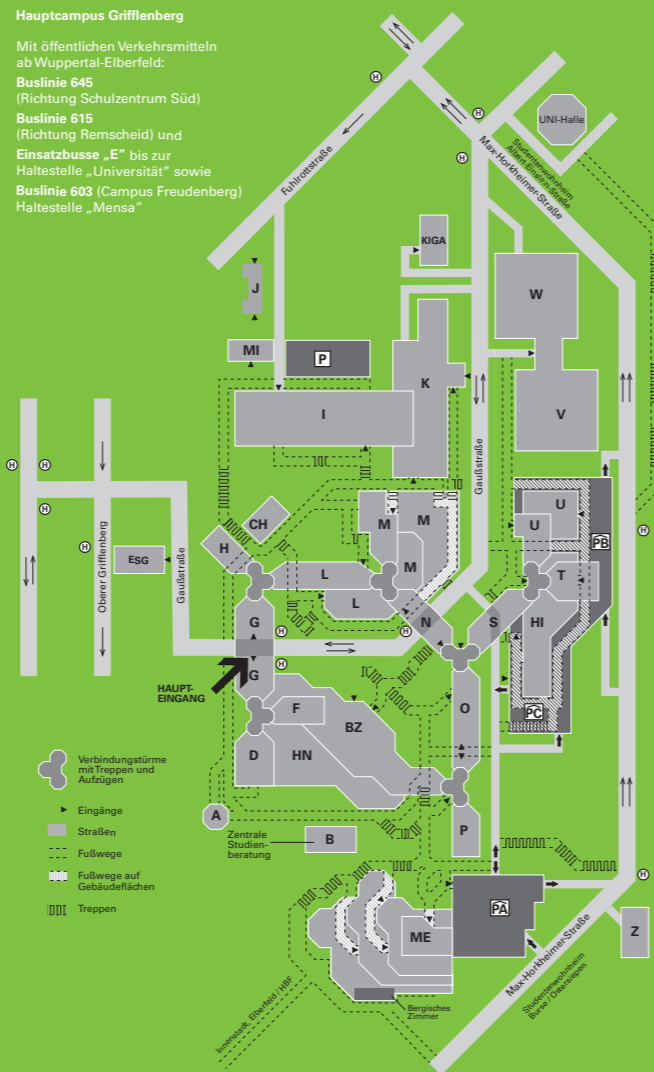 Hauptcampus Grifflenberg
Mit öffentlichen Verkehrsmitteln
ab Wuppertal-Elberfeld:
Buslinie 645
(Richtung Schulzentrum Süd)
Buslinie 615
(Richtung Remscheid) und
Einsatzbusse „E" bis zur
Haltestelle „Universität" sowie
Buslinie 603 (Campus Freudenberg)
Haltestelle „Mensa"
H
H
H
UNI-Halle
Fuhlrottstraße
Max-Horkheimer-Straße
Studentenwohnheim
Albert-Einstein-Straße
KIGA
J
W
MI
P
K
I
V
H
H
H
Gaußstraße
CH
M
M
U
U
H
PB
H
H
Oberer Grifflenberg
ESG
Gaußstraße
M
L
T
L
G
N
S
HI
H
H
H
G
HAUPT-
EINGANG
F
O
PC
BZ
D
HN
Verbindungstürme
mit Treppen und
Aufzügen
A
P
Eingänge
Straßen
Zentrale
Studien-
beratung
B
Fußwege
Fußwege auf
Gebäudeflächen
H
Treppen
PA
ME
Z
Max-Horkheimer-Straße
Studentenwohnheim
Burse / Ostersiepen
Bergisches
Zimmer
Innenstadt, Elberfeld / HBF